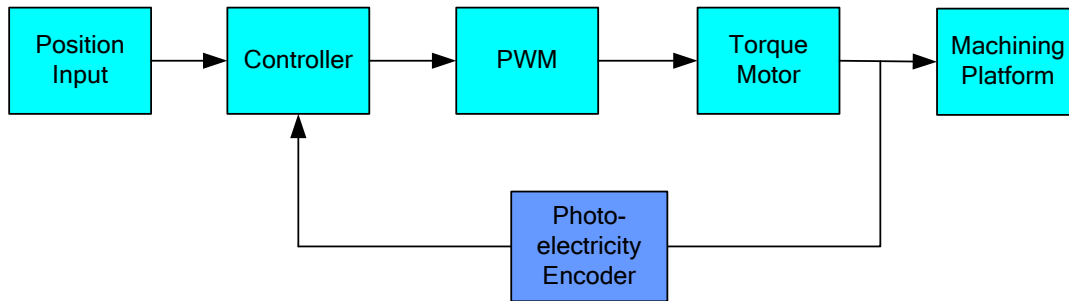 Position
Input
Controller
PWM
Torque
Motor
Machining
Platform
Photo-
electricity
Encoder